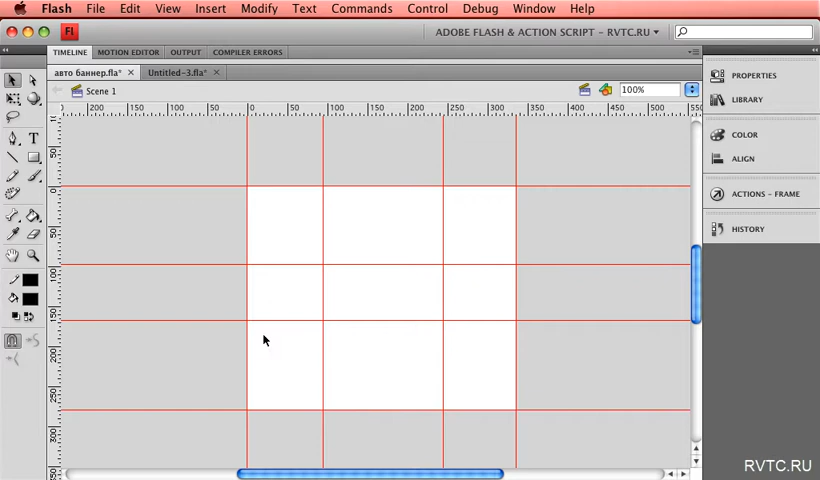 Flash File Edit View Insert Modify Text Commands Control Debug Window Help
Fl ADOBE FLASH & ACTION SCRIPT – RVTC.RU
TIMELINE MOTION EDITOR OUTPUT COMPILER ERRORS
авто баннер.fla* Untitled-3.fla*
Scene 1 100%
200 150 100 50 0 50 100 150 200 250 300 350 400 450 500 550
50
0
50
100
150
200
250
300
350
PROPERTIES
LIBRARY
COLOR
ALIGN
ACTIONS – FRAME
HISTORY
RVTC.RU